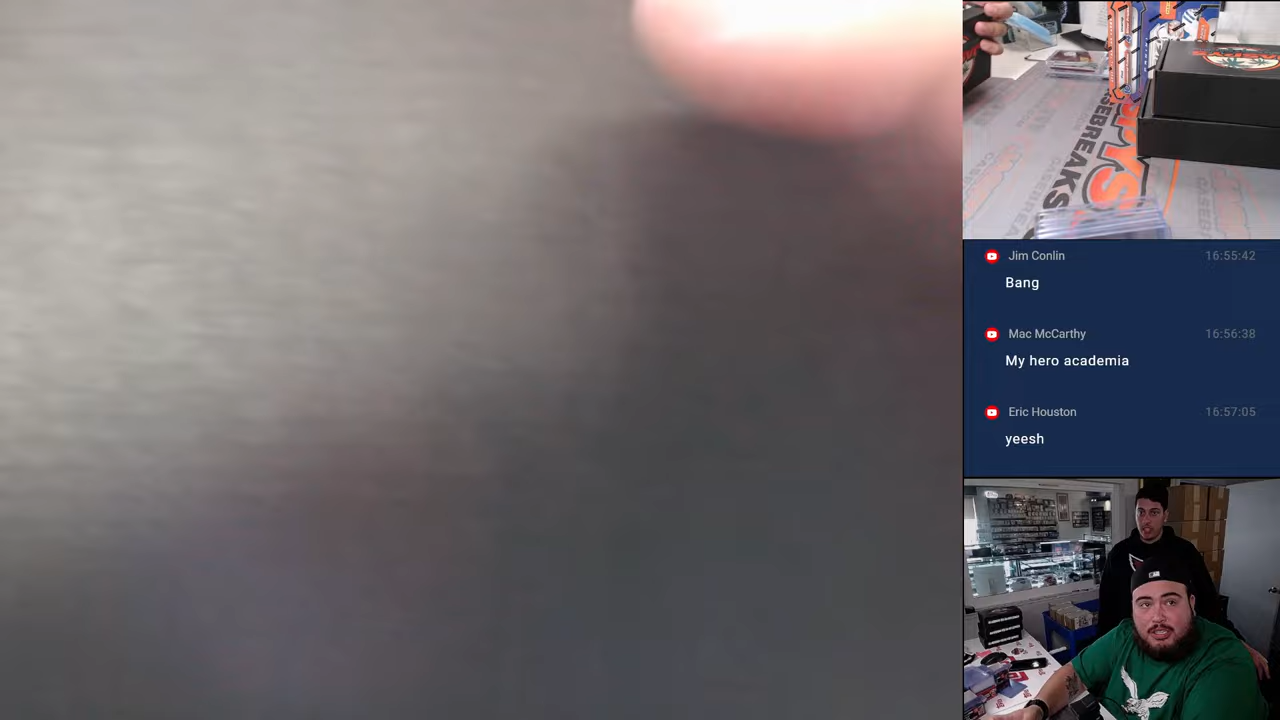 CASEBREAKS
Jim Conlin
16:55:42
Bang
Mac McCarthy
16:56:38
My hero academia
Eric Houston
16:57:05
yeesh